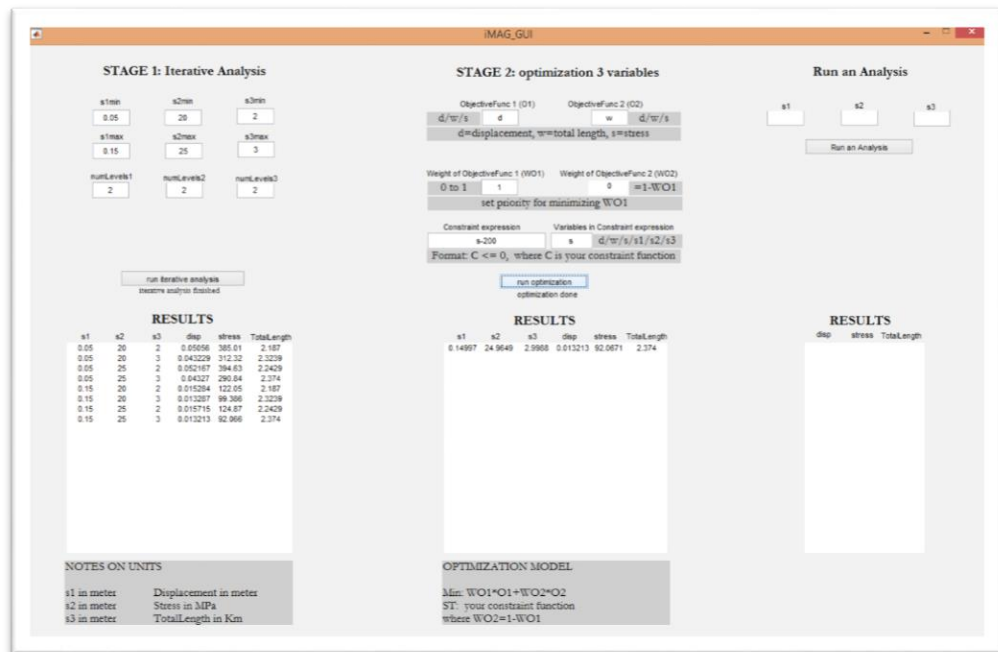 iMAG_GUI
STAGE 1: Iterative Analysis
s1min s2min s3min
0.05 20 2
s1max s2max s3max
0.15 25 3
numLevels1 numLevels2 numLevels3
2 2 2
run iterative analysis
iterative analysis finished
RESULTS
s1 s2 s3 disp stress TotalLength
0.05 20 2 0.05056 385.01 2.187
0.05 20 3 0.043229 312.32 2.3239
0.05 25 2 0.052167 394.63 2.2429
0.05 25 3 0.04327 290.84 2.374
0.15 20 2 0.015284 122.05 2.187
0.15 20 3 0.013287 99.386 2.3239
0.15 25 2 0.015715 124.87 2.2429
0.15 25 3 0.013213 92.066 2.374
NOTES ON UNITS
s1 in meter Displacement in meter
s2 in meter Stress in MPa
s3 in meter TotalLength in Km
STAGE 2: optimization 3 variables
ObjectiveFunc 1 (O1) ObjectiveFunc 2 (O2)
d/w/s d w d/w/s
d=displacement, w=total length, s=stress
Weight of ObjectiveFunc 1 (WO1) Weight of ObjectiveFunc 2 (WO2)
0 to 1 1 0 =1-WO1
set priority for minimizing WO1
Constraint expression Variables in Constraint expression
s-200 s d/w/s/s1/s2/s3
Format: C <= 0, where C is your constraint function
run optimization
optimization done
RESULTS
s1 s2 s3 disp stress TotalLength
0.14997 24.9649 2.9988 0.013213 92.0671 2.374
OPTIMIZATION MODEL
Min: WO1*O1+WO2*O2
ST: your constraint function
where WO2=1-WO1
Run an Analysis
s1 s2 s3
Run an Analysis
RESULTS
disp stress TotalLength